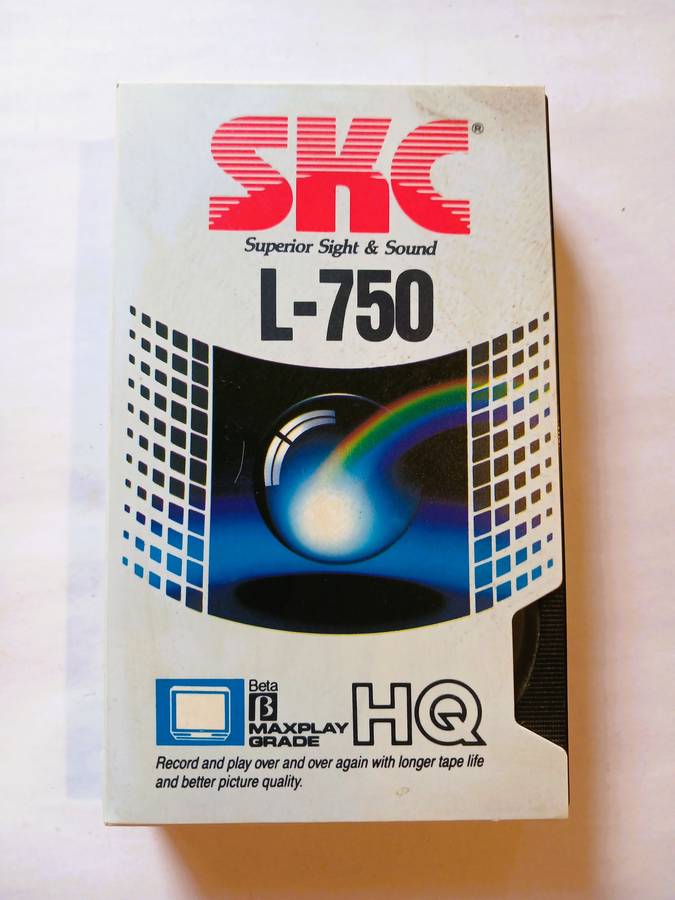 SKC®
Superior Sight & Sound
L-750
Beta
β
MAXPLAY
GRADE
HQ
Record and play over and over again with longer tape life
and better picture quality.